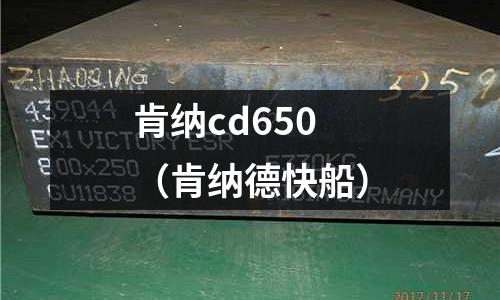 ZHAOQING
3259
439044
EX1 VICTORY ESR
800x250
GU11838
GERMANY
肯纳cd650
（肯纳德快船）
2017/11/17